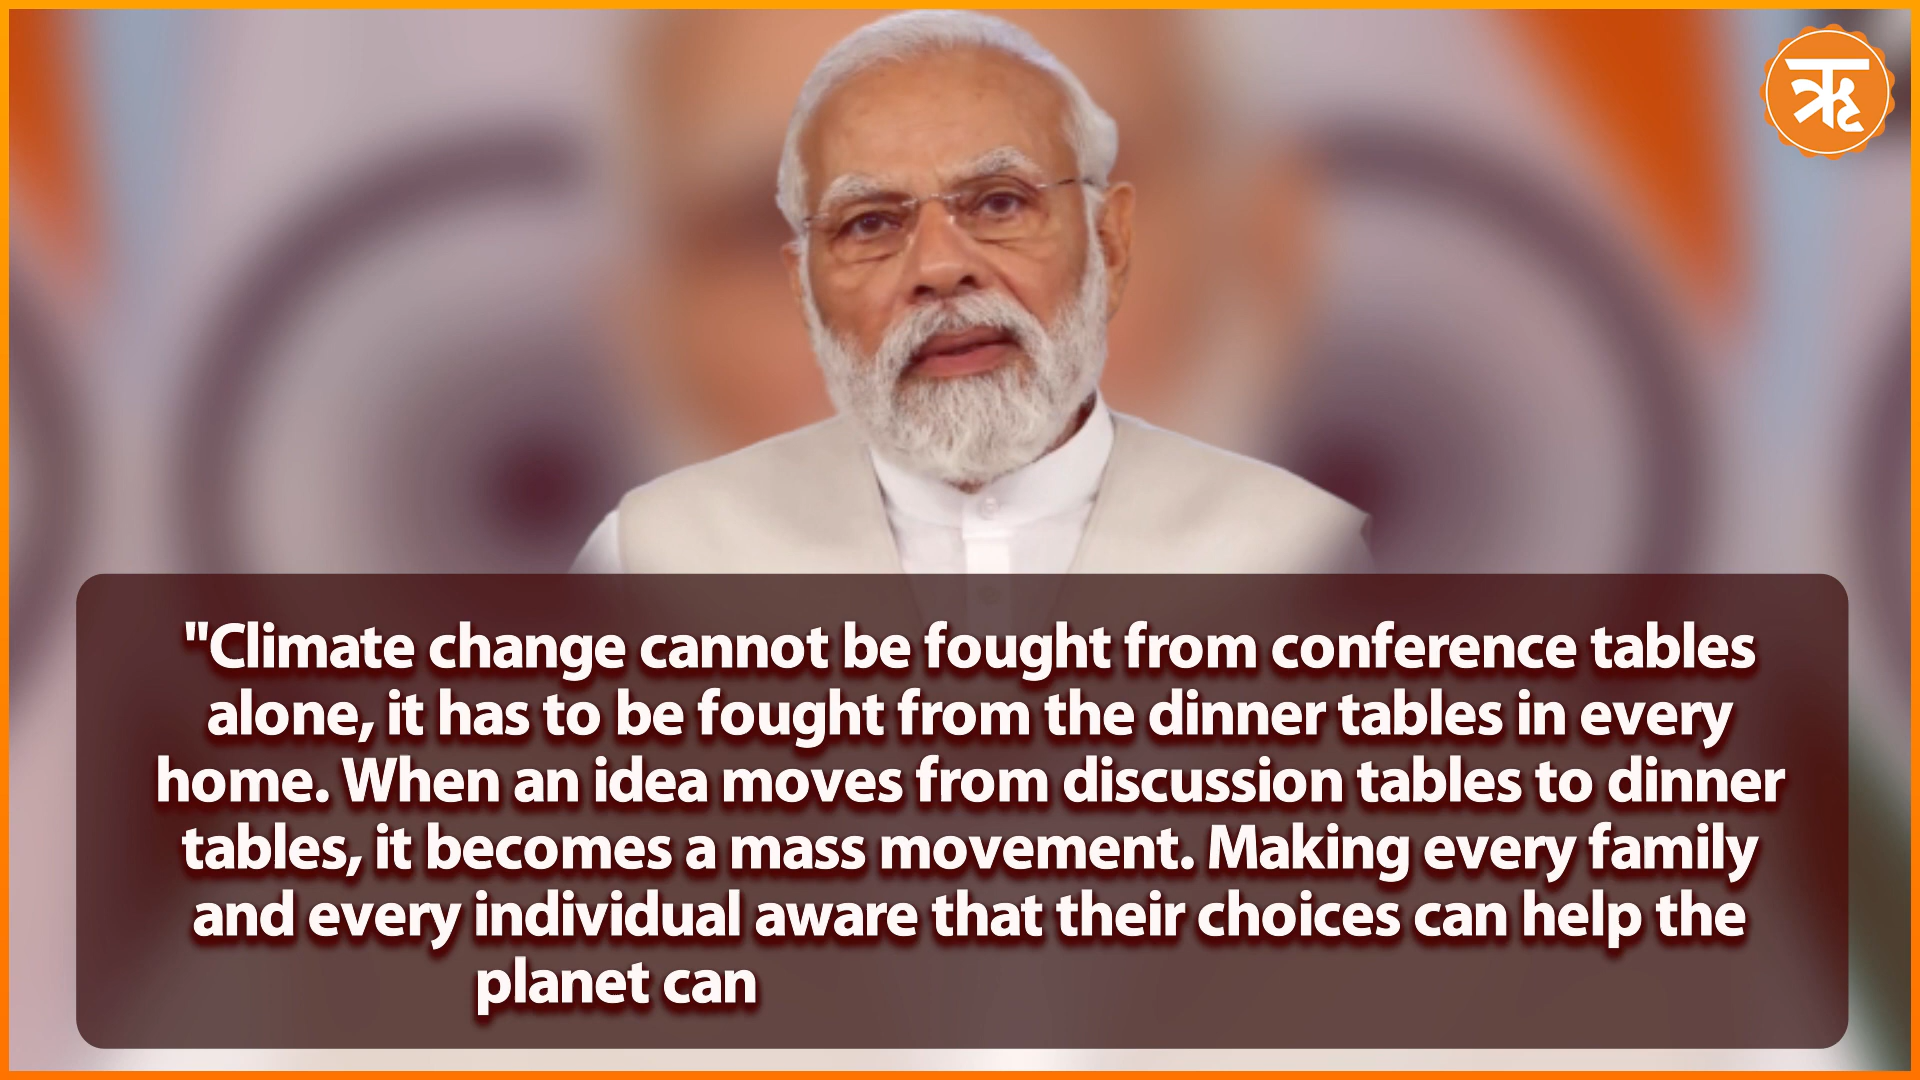 ऋ
"Climate change cannot be fought from conference tables
alone, it has to be fought from the dinner tables in every
home. When an idea moves from discussion tables to dinner
tables, it becomes a mass movement. Making every family
and every individual aware that their choices can help the
planet can